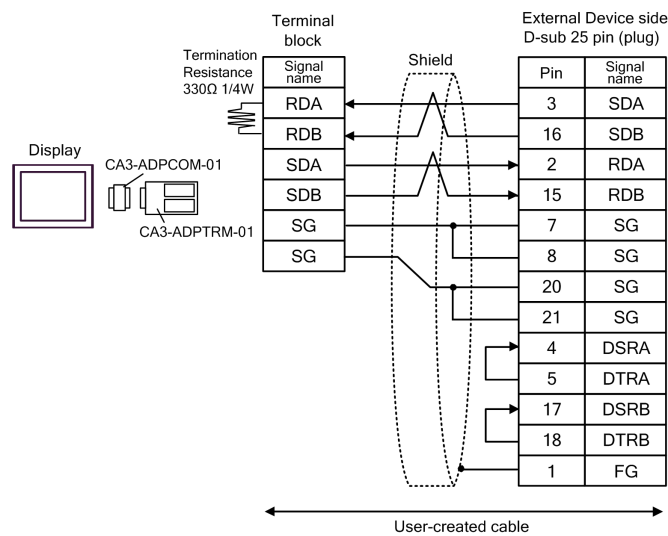 Terminal
block
External Device side
D-sub 25 pin (plug)
Termination
Resistance
330Ω 1/4W
Shield
Signal
name
Pin
Signal
name
RDA
3
SDA
RDB
16
SDB
Display
CA3-ADPCOM-01
CA3-ADPTRM-01
SDA
2
RDA
SDB
15
RDB
SG
7
SG
8
SG
SG
20
SG
21
SG
4
DSRA
5
DTRA
17
DSRB
18
DTRB
1
FG
User-created cable